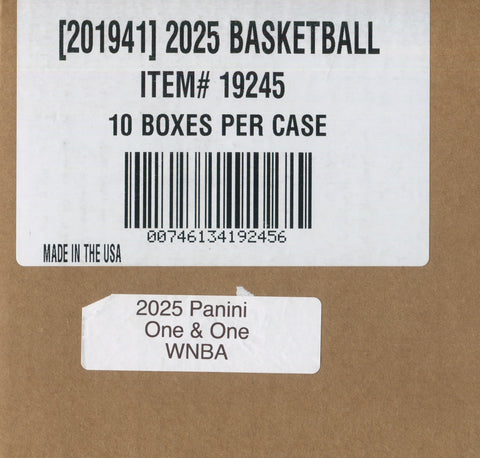 [201941] 2025 BASKETBALL
ITEM# 19245
10 BOXES PER CASE
00746134192456
MADE IN THE USA
2025 Panini
One & One
WNBA